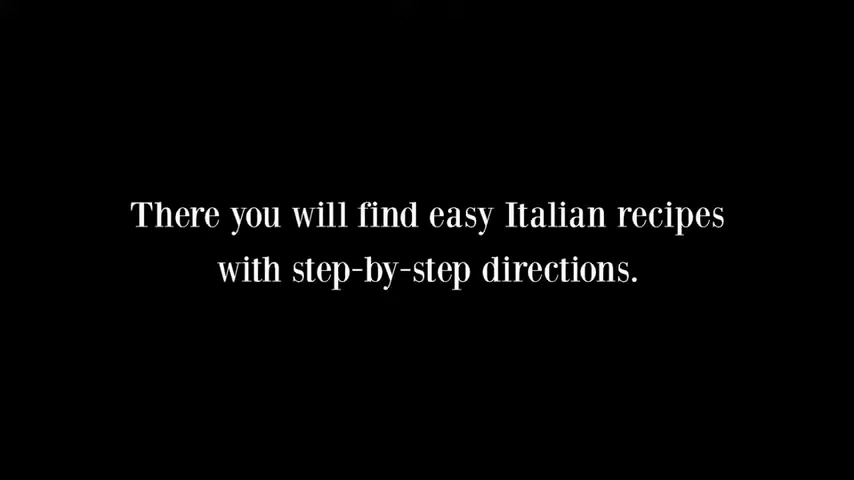 There you will find easy Italian recipes
with step-by-step directions.